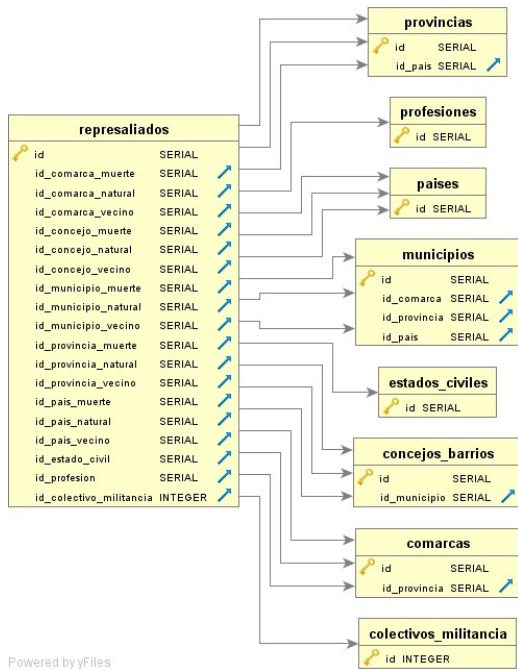 represaliados
id SERIAL
id_comarca_muerte SERIAL
id_comarca_natural SERIAL
id_comarca_vecino SERIAL
id_concejo_muerte SERIAL
id_concejo_natural SERIAL
id_concejo_vecino SERIAL
id_municipio_muerte SERIAL
id_municipio_natural SERIAL
id_municipio_vecino SERIAL
id_provincia_muerte SERIAL
id_provincia_natural SERIAL
id_provincia_vecino SERIAL
id_pais_muerte SERIAL
id_pais_natural SERIAL
id_pais_vecino SERIAL
id_estado_civil SERIAL
id_profesion SERIAL
id_colectivo_militancia INTEGER
provincias
id SERIAL
id_pais SERIAL
profesiones
id SERIAL
paises
id SERIAL
municipios
id SERIAL
id_comarca SERIAL
id_provincia SERIAL
id_pais SERIAL
estados_civiles
id SERIAL
concejos_barrios
id SERIAL
id_municipio SERIAL
comarcas
id SERIAL
id_provincia SERIAL
colectivos_militancia
id INTEGER
Powered by yFiles